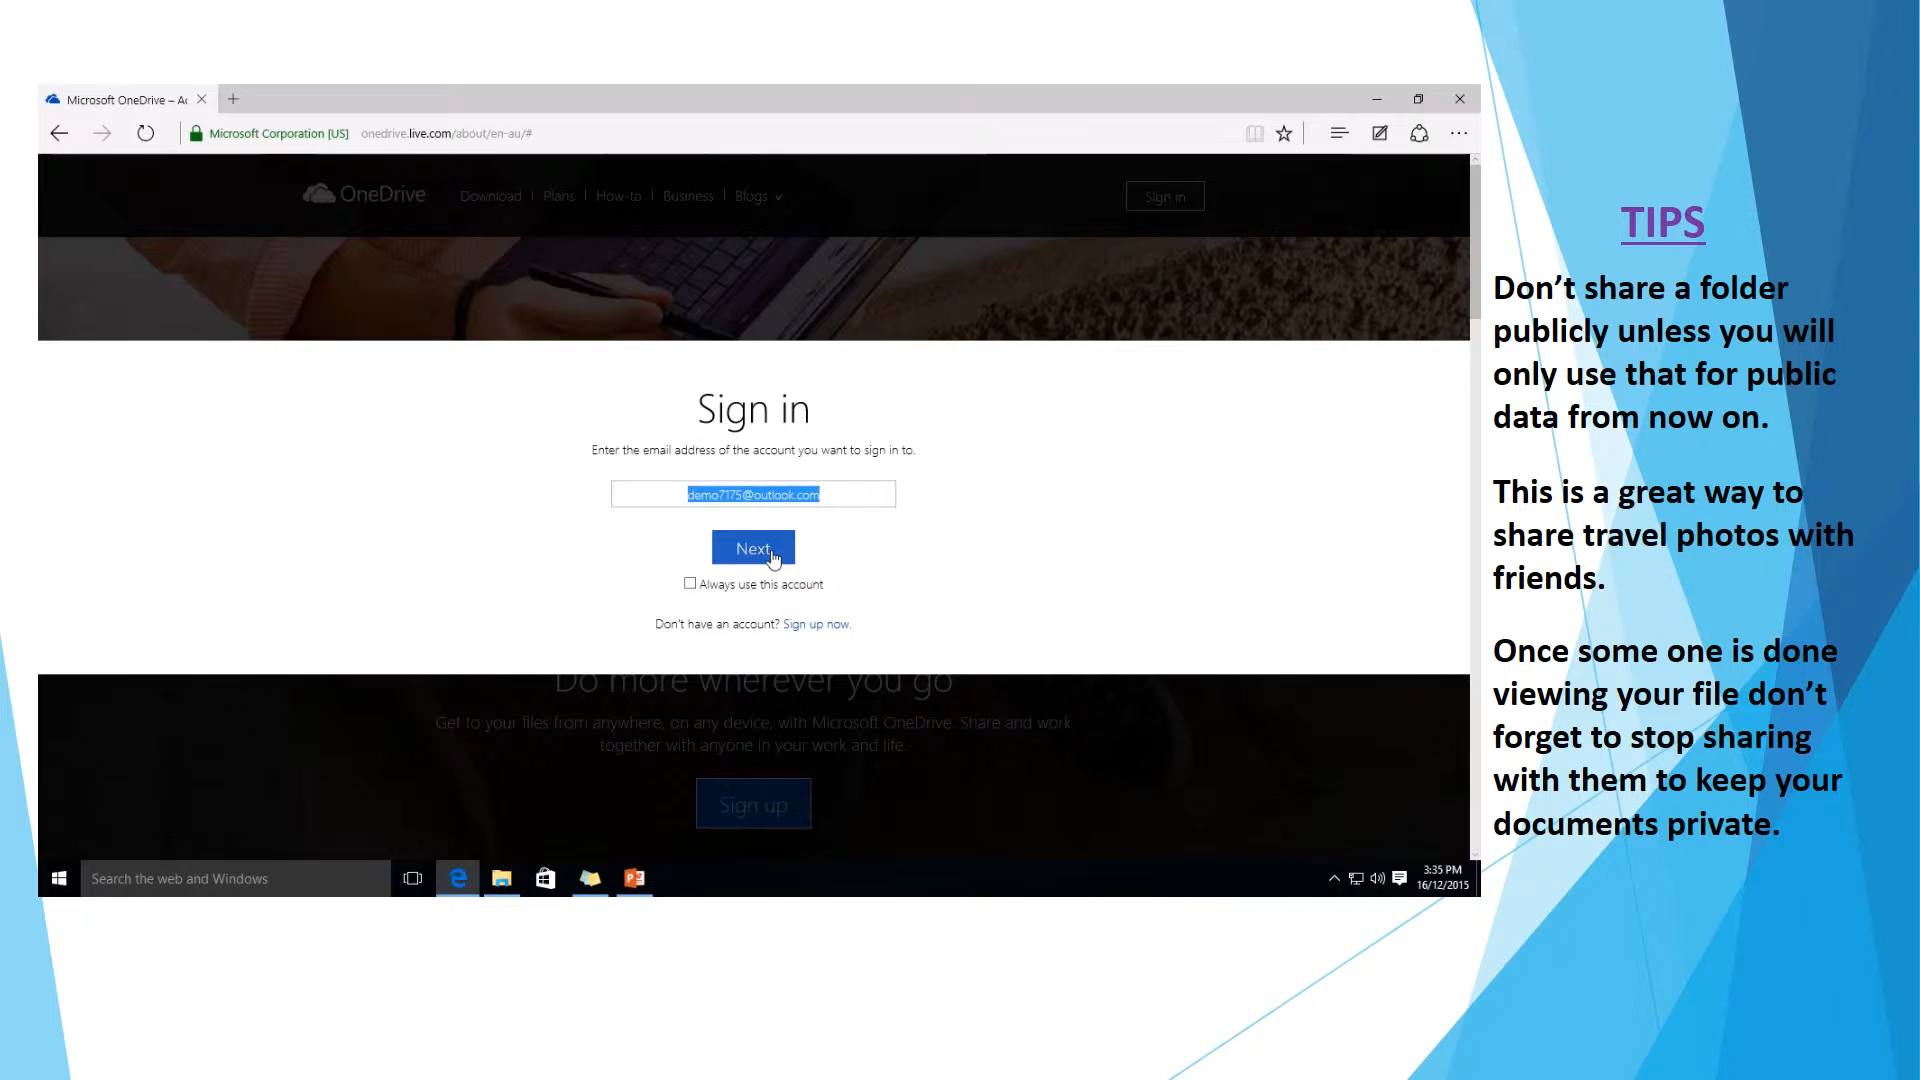 Microsoft OneDrive – Ac
Microsoft Corporation [US] onedrive.live.com/about/en-au/#
OneDrive Download Plans How-to Business Blogs Sign in
Sign in
Enter the email address of the account you want to sign in to.
demo7175@outlook.com
Next
Always use this account
Don't have an account? Sign up now.
Do more wherever you go
Get to your files from anywhere, on any device, with Microsoft OneDrive. Share and work
together with anyone in your work and life.
Sign up
Search the web and Windows
3:35 PM
16/12/2015
TIPS
Don’t share a folder
publicly unless you will
only use that for public
data from now on.
This is a great way to
share travel photos with
friends.
Once some one is done
viewing your file don’t
forget to stop sharing
with them to keep your
documents private.